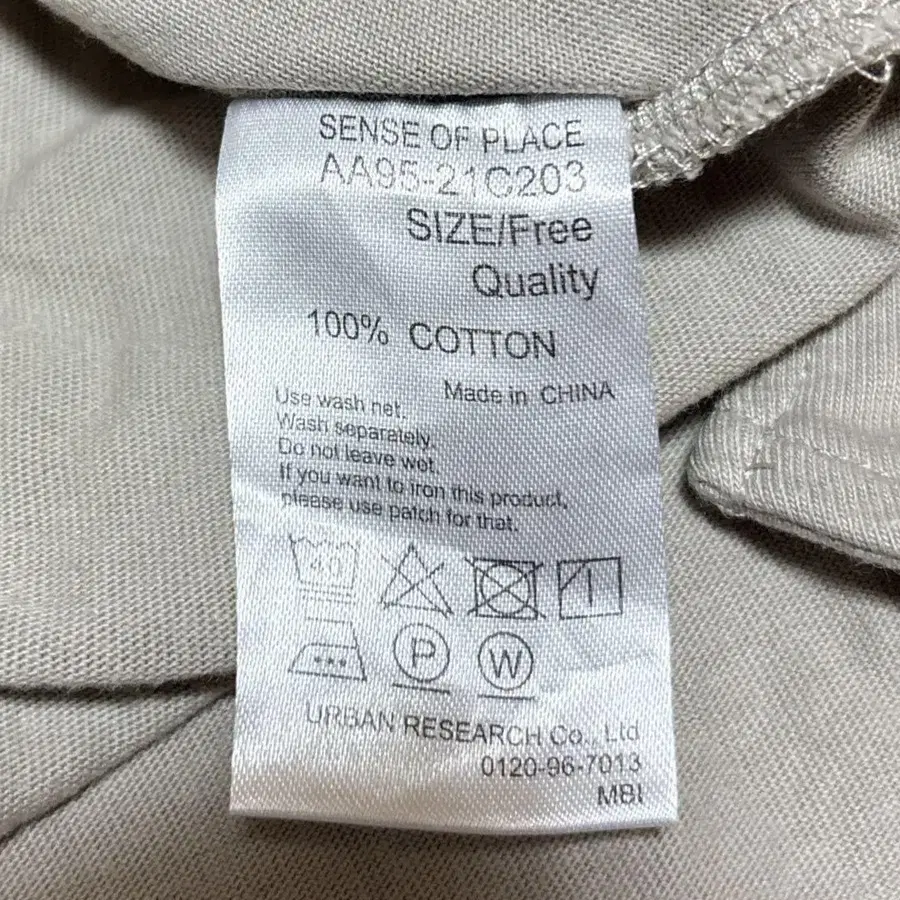 SENSE OF PLACE
AA95-21C203
SIZE/Free
Quality
100% COTTON
Made in CHINA
Use wash net.
Wash separately.
Do not leave wet.
If you want to iron this product,
please use patch for that.
40
P
W
URBAN RESEARCH Co., Ltd
0120-96-7013
MBI